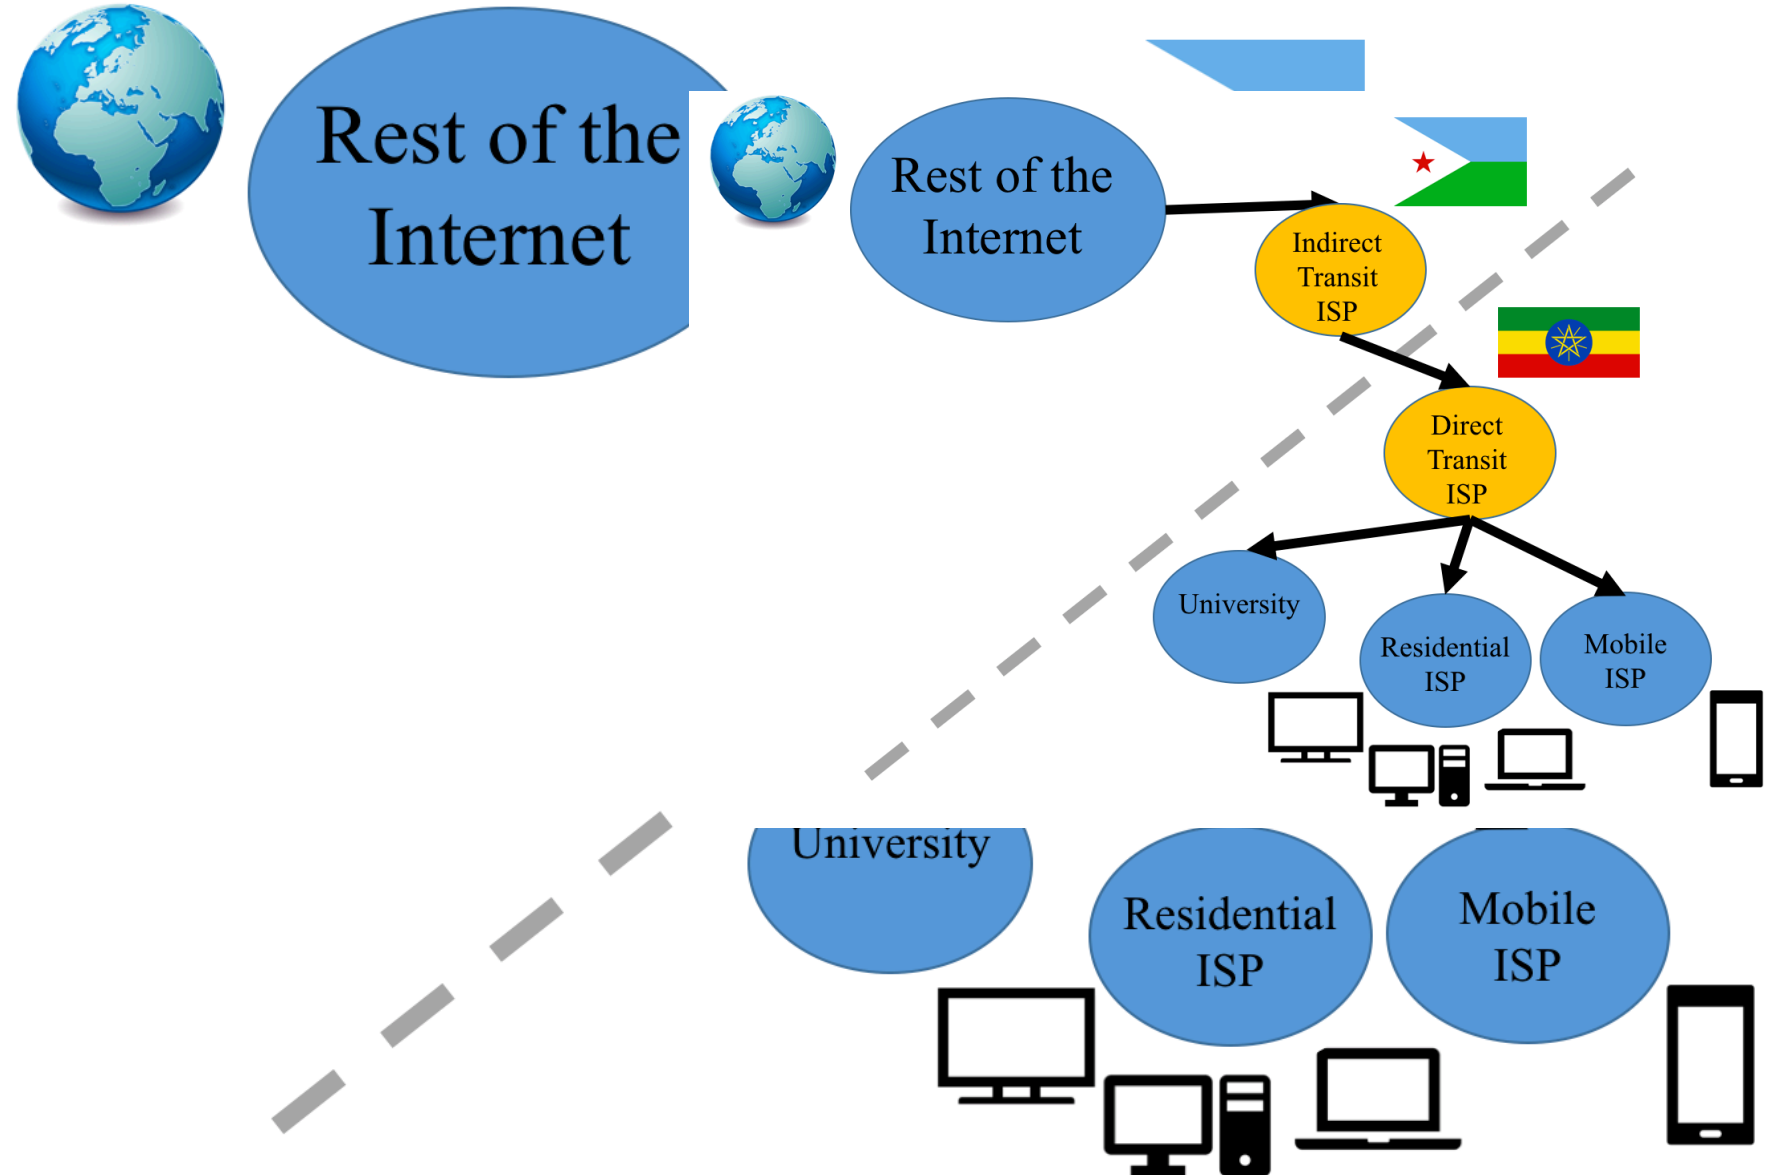 Rest of the
Internet
Rest of the
Internet
Indirect
Transit
ISP
Direct
Transit
ISP
University
Residential
ISP
Mobile
ISP
University
Residential
ISP
Mobile
ISP